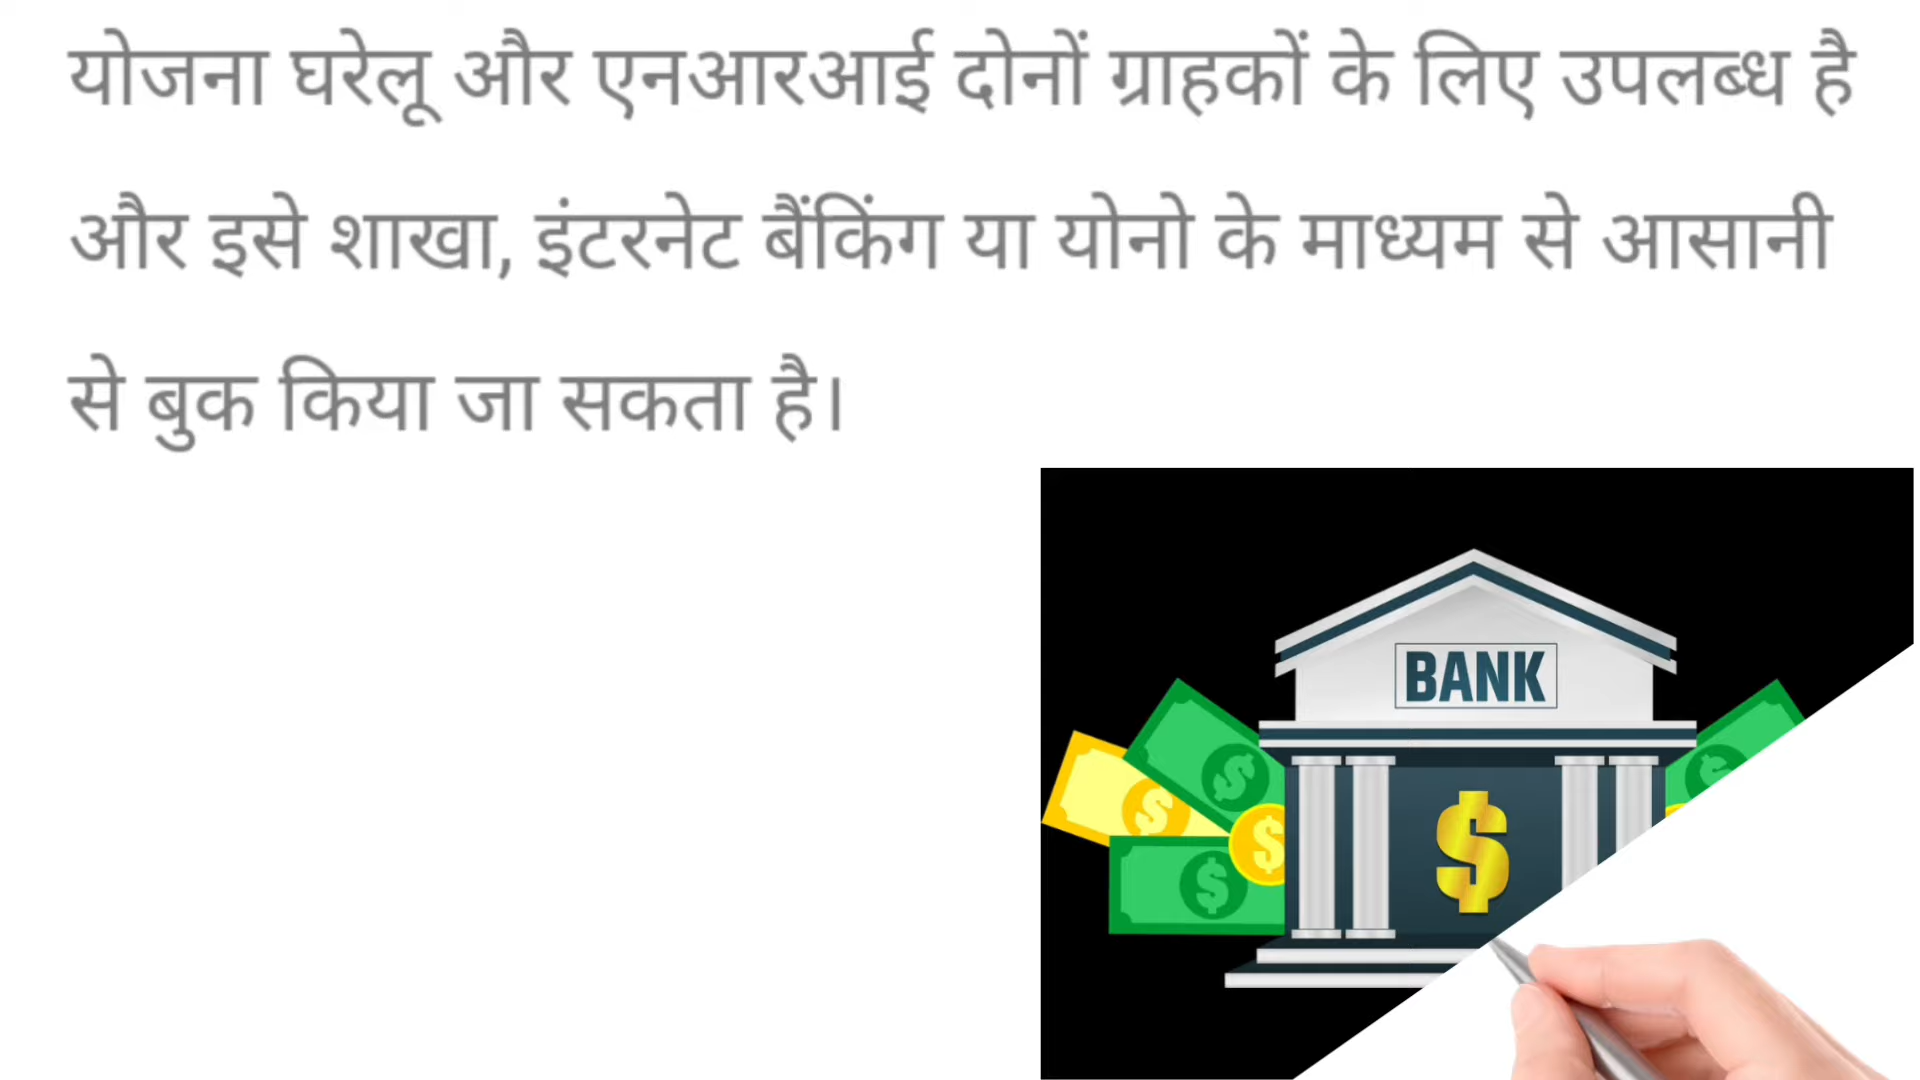 योजना घरेलू और एनआरआई दोनों ग्राहकों के लिए उपलब्ध है
और इसे शाखा, इंटरनेट बैंकिंग या योनो के माध्यम से आसानी
से बुक किया जा सकता है।
BANK
$
$
$
$
$
$